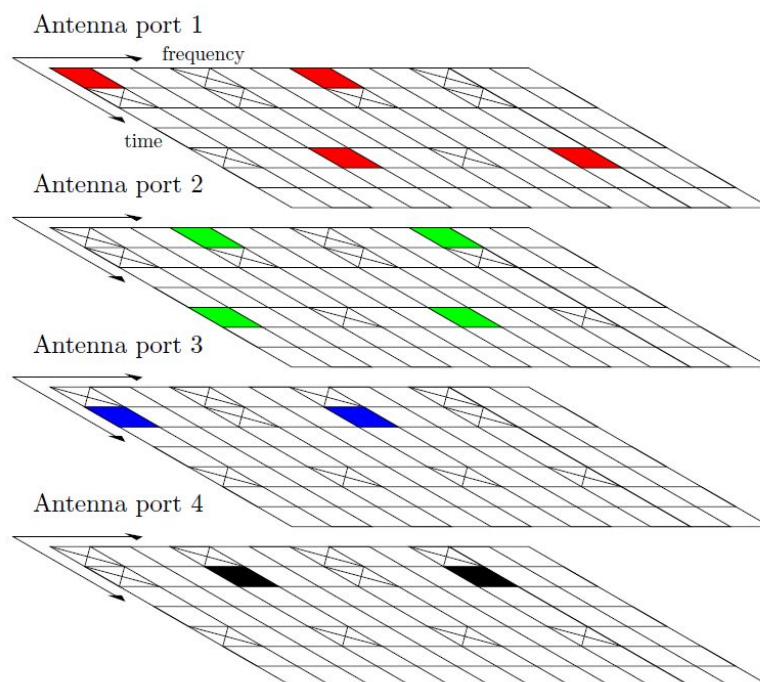 Antenna port 1
frequency
time
Antenna port 2
Antenna port 3
Antenna port 4